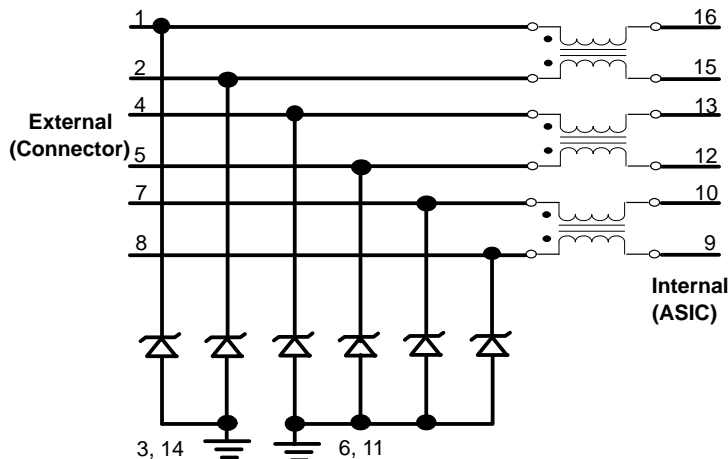 1 16
2 15
4 13
External
(Connector)
5 12
7 10
8 9
Internal
(ASIC)
3, 14 6, 11